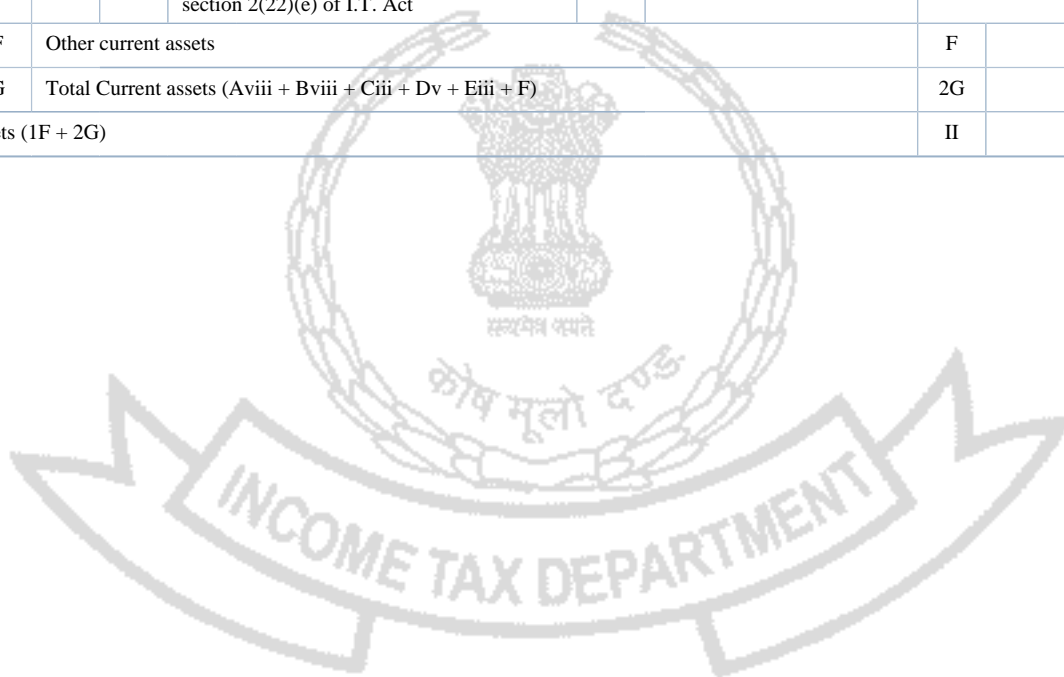 section 2(22)(e) of I.T. Act
F Other current assets F
G Total Current assets (Aviii + Bviii + Ciii + Dv + Eiii + F) 2G
ts (1F + 2G) II
सत्यमेव जयते
कोष मूलो दण्ड
INCOME TAX DEPARTMENT